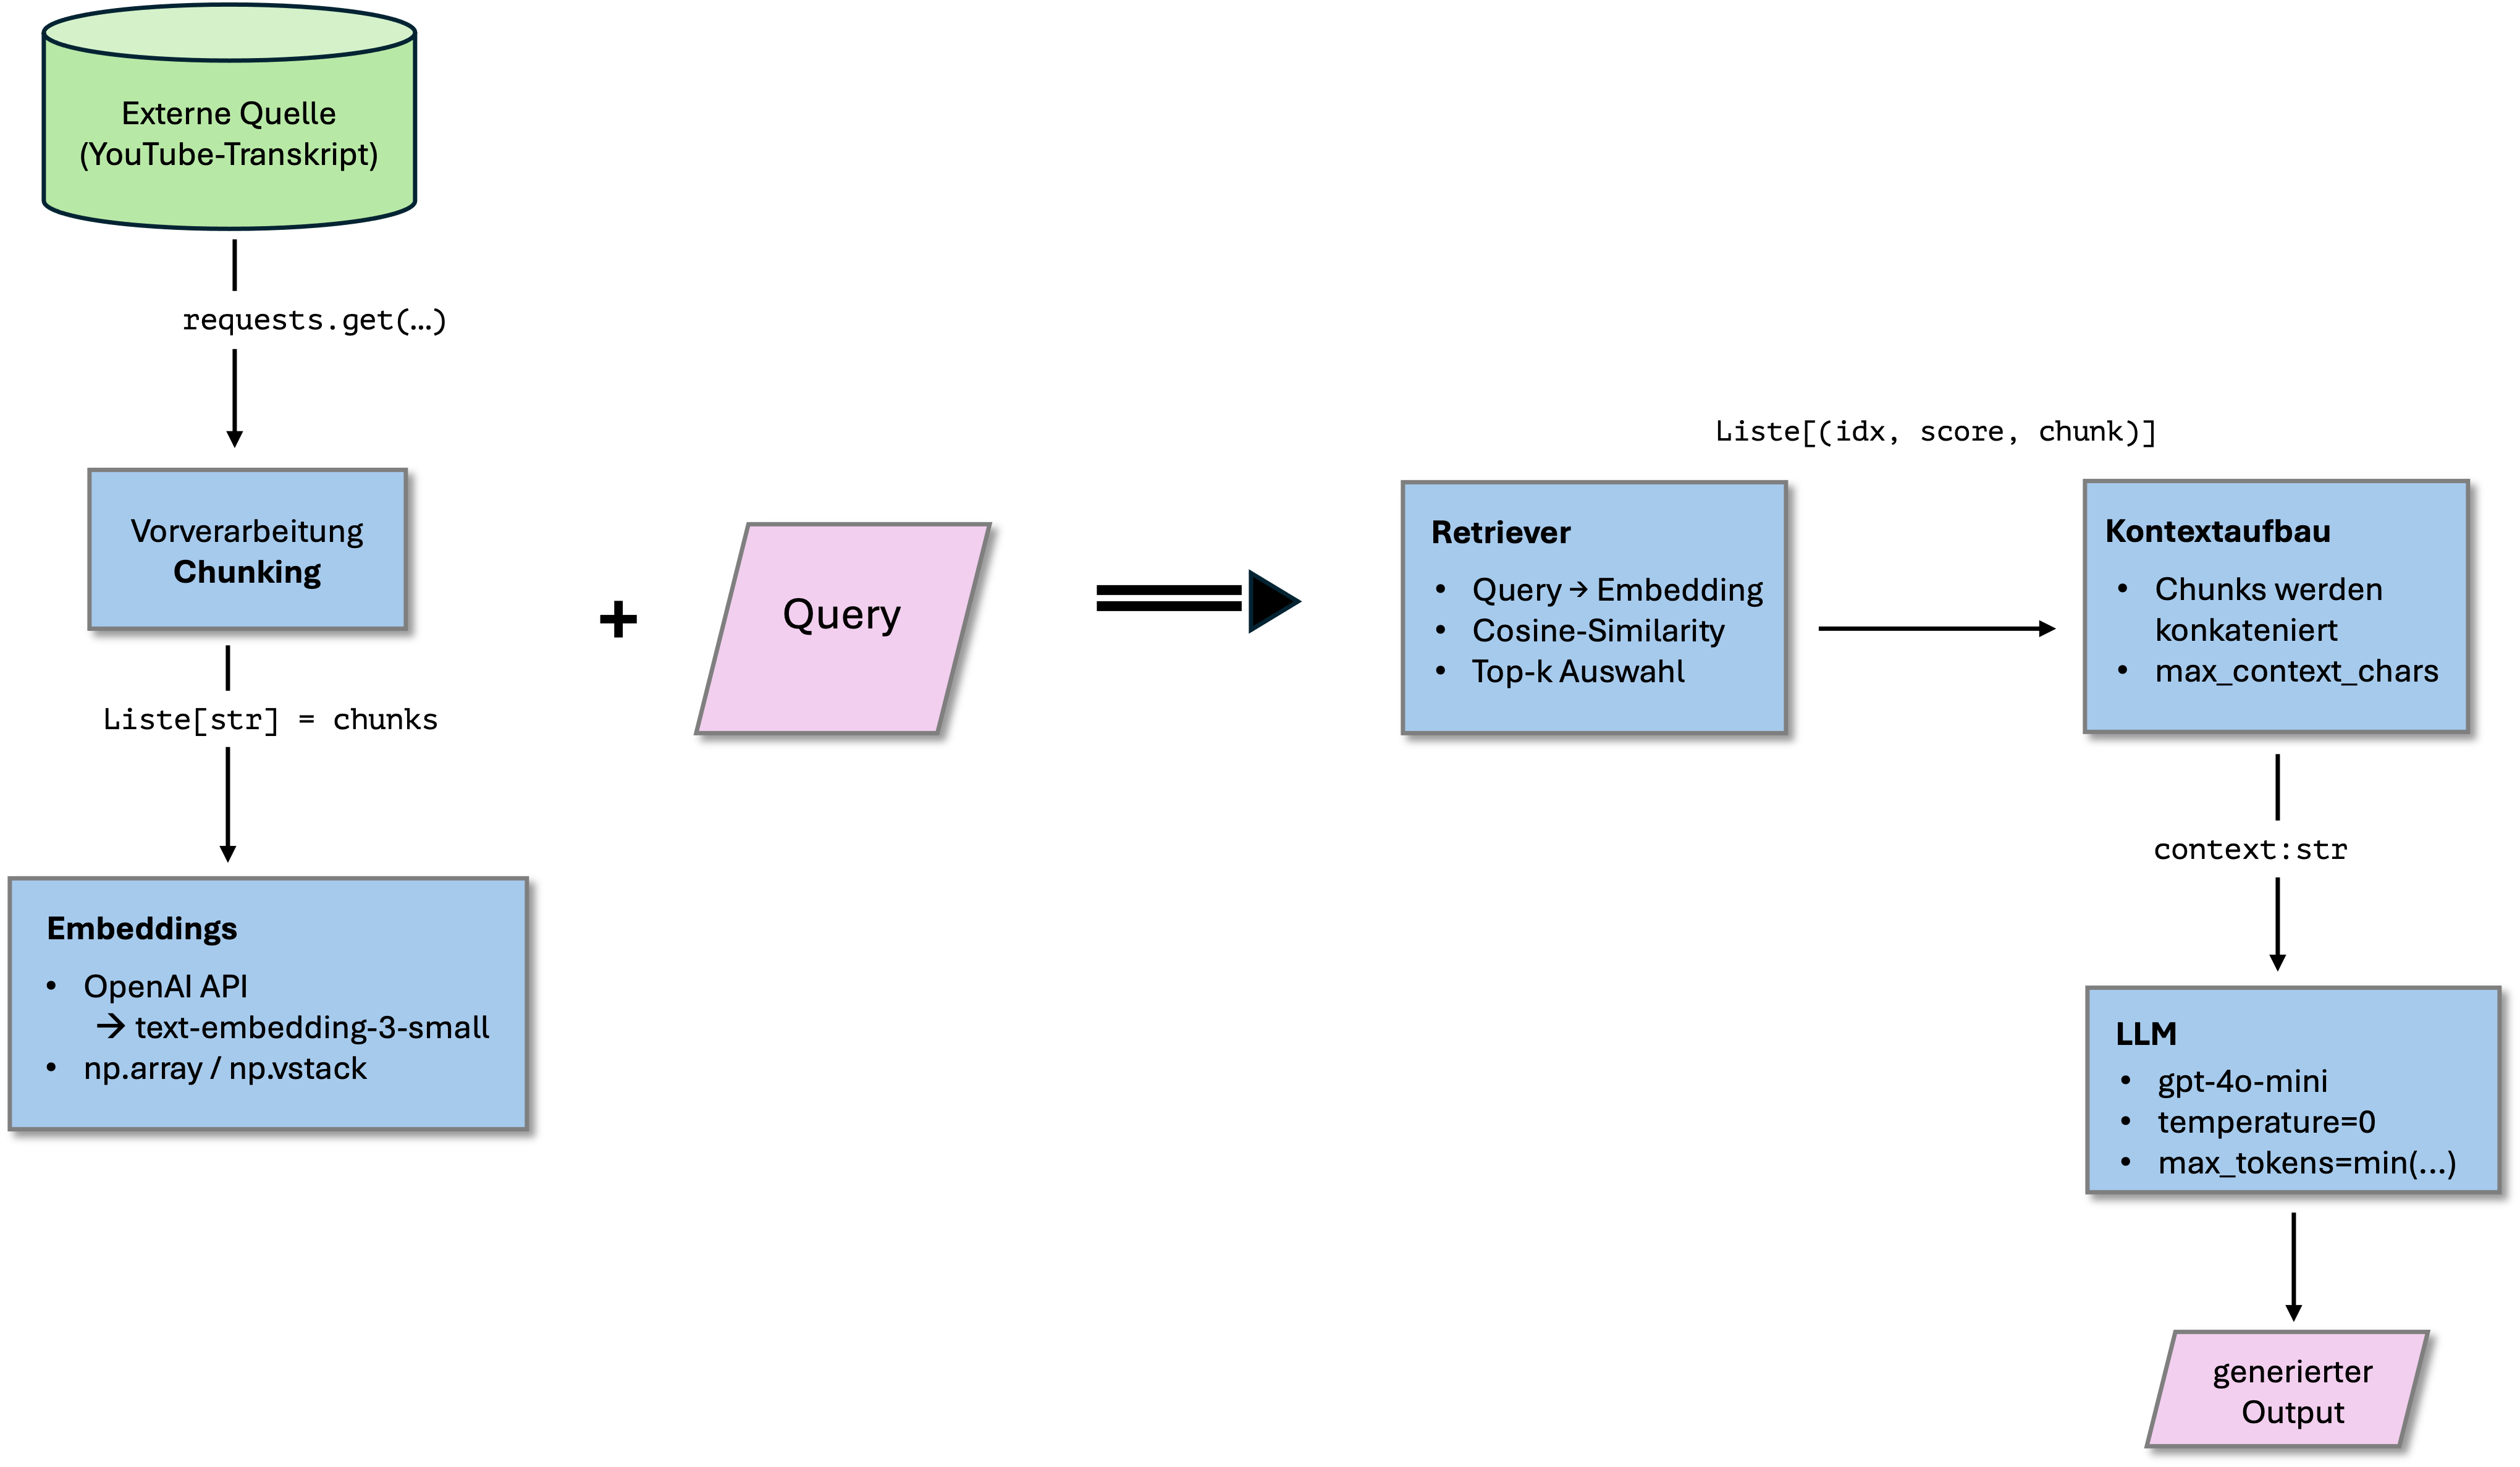 Externe Quelle
(YouTube-Transkript)
requests.get(…)
Vorverarbeitung
Chunking
Liste[str] = chunks
Embeddings
• OpenAI API
→ text-embedding-3-small
• np.array / np.vstack
+
Query
Retriever
• Query → Embedding
• Cosine-Similarity
• Top-k Auswahl
Liste[(idx, score, chunk)]
Kontextaufbau
• Chunks werden
konkateniert
• max_context_chars
context:str
LLM
• gpt-4o-mini
• temperature=0
• max_tokens=min(...)
generierter
Output